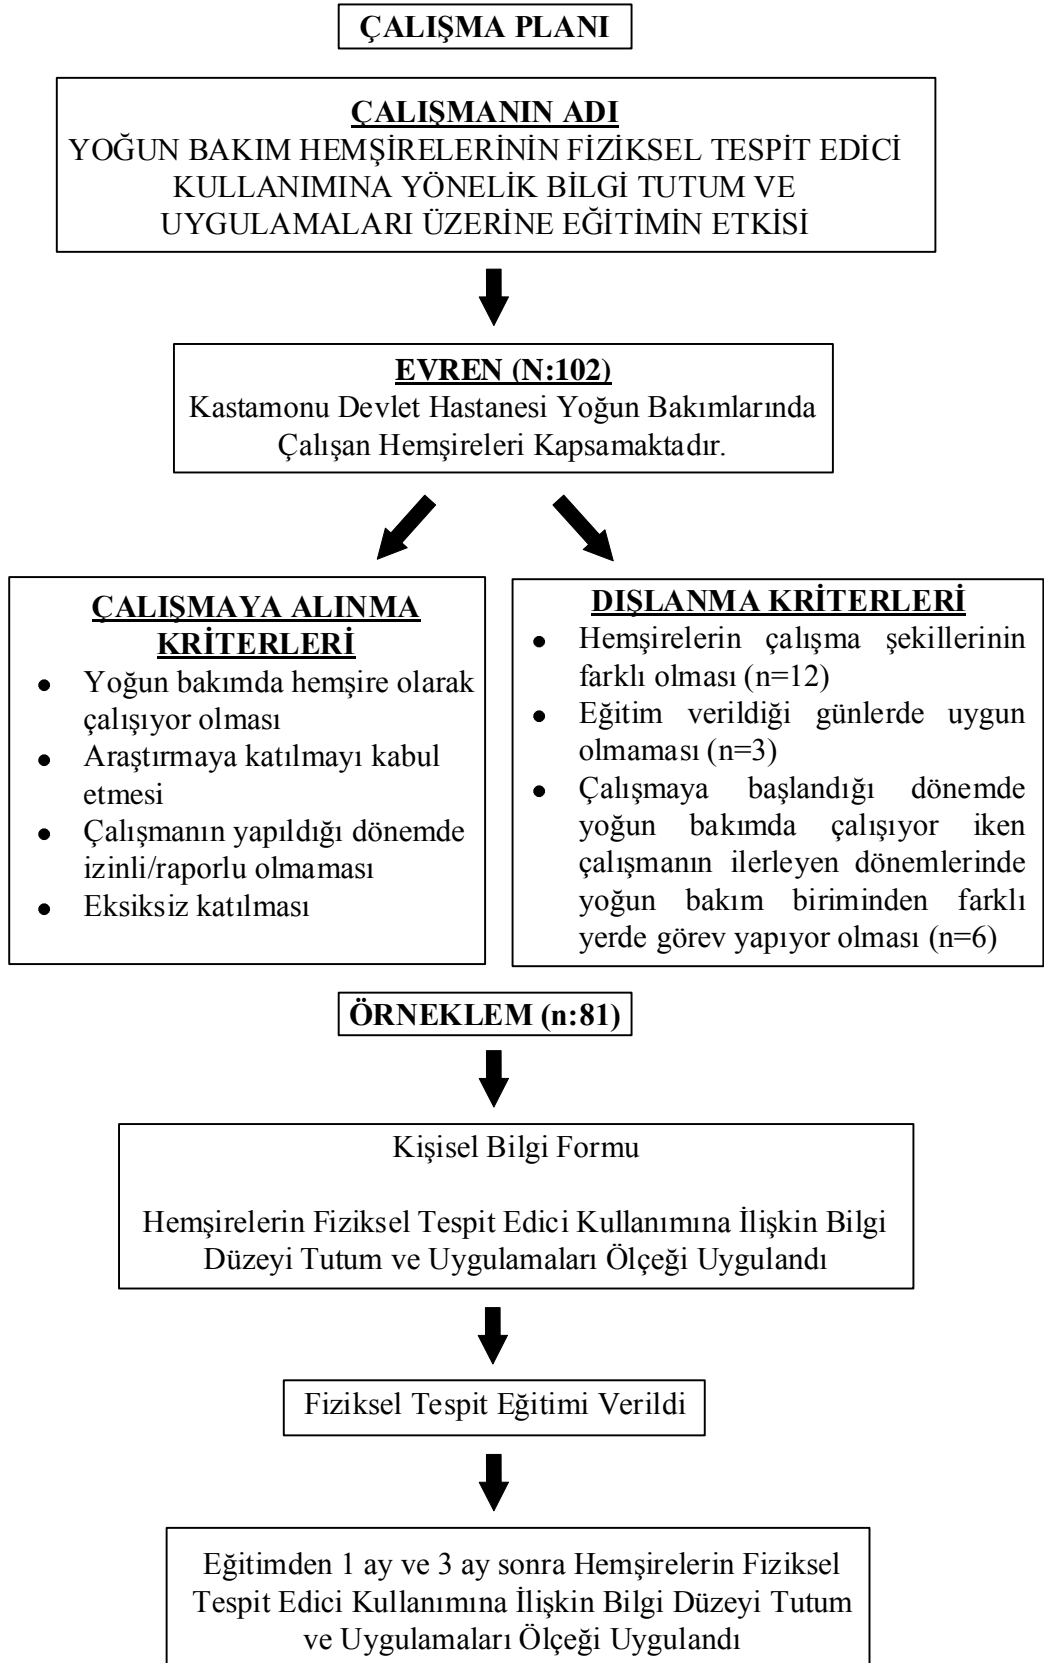 ÇALIŞMA PLANI
ÇALIŞMANIN ADI
YOĞUN BAKIM HEMŞİRELERİNİN FİZİKSEL TESPİT EDİCİ
KULLANIMINA YÖNELİK BİLGİ TUTUM VE
UYGULAMALARI ÜZERİNE EĞİTİMİN ETKİSİ
EVREN (N:102)
Kastamonu Devlet Hastanesi Yoğun Bakımlarında
Çalışan Hemşireleri Kapsamaktadır.
ÇALIŞMAYA ALINMA
KRİTERLERİ
● Yoğun bakımda hemşire olarak
çalışıyor olması
● Araştırmaya katılmayı kabul
etmesi
● Çalışmanın yapıldığı dönemde
izinli/raporlu olmaması
● Eksiksiz katılması
DIŞLANMA KRİTERLERİ
● Hemşirelerin çalışma şekillerinin
farklı olması (n=12)
● Eğitim verildiği günlerde uygun
olmaması (n=3)
● Çalışmaya başlandığı dönemde
yoğun bakımda çalışıyor iken
çalışmanın ilerleyen dönemlerinde
yoğun bakım biriminden farklı
yerde görev yapıyor olması (n=6)
ÖRNEKLEM (n:81)
Kişisel Bilgi Formu
Hemşirelerin Fiziksel Tespit Edici Kullanımına İlişkin Bilgi
Düzeyi Tutum ve Uygulamaları Ölçeği Uygulandı
Fiziksel Tespit Eğitimi Verildi
Eğitimden 1 ay ve 3 ay sonra Hemşirelerin Fiziksel
Tespit Edici Kullanımına İlişkin Bilgi Düzeyi Tutum
ve Uygulamaları Ölçeği Uygulandı